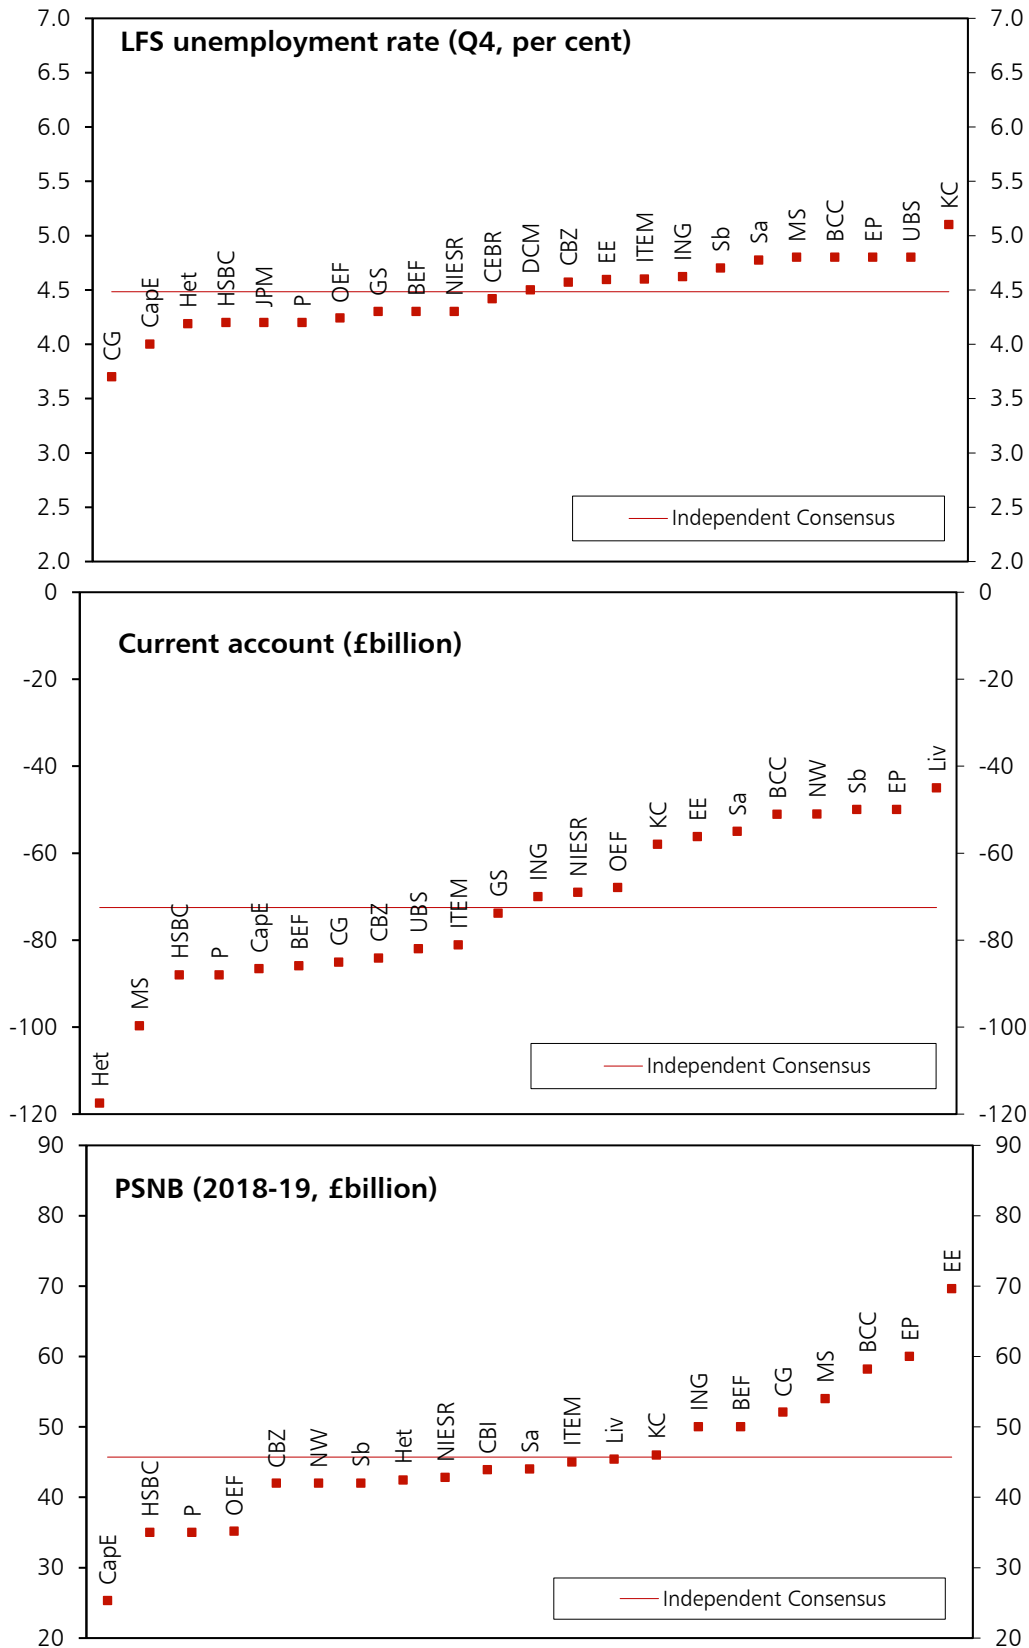 LFS unemployment rate (Q4, per cent)
7.0 7.0
6.5 6.5
6.0 6.0
5.5 5.5
5.0 5.0
4.5 4.5
4.0 4.0
3.5 3.5
3.0 3.0
2.5 2.5
2.0 2.0
CG CapE Het HSBC JPM P OEF GS BEF NIESR CEBR DCM CBZ EE ITEM ING Sb Sa MS BCC EP UBS KC
Independent Consensus
Current account (£billion)
0 0
-20 -20
-40 -40
-60 -60
-80 -80
-100 -100
-120 -120
Het MS HSBC P CapE BEF CG CBZ UBS ITEM GS ING NIESR OEF KC EE Sa BCC NW Sb EP Liv
Independent Consensus
PSNB (2018-19, £billion)
90 90
80 80
70 70
60 60
50 50
40 40
30 30
20 20
CapE HSBC P OEF CBZ NW Sb Het NIESR CBI Sa ITEM Liv KC ING BEF CG MS BCC EP EE
Independent Consensus